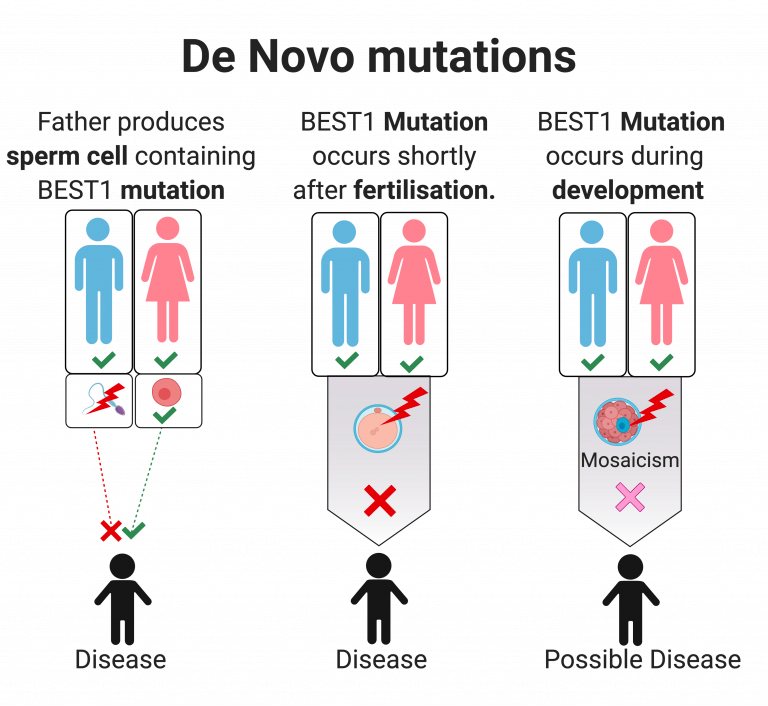 De Novo mutations
Father produces
sperm cell containing
BEST1 mutation
BEST1 Mutation
occurs shortly
after fertilisation.
BEST1 Mutation
occurs during
development
Mosaicism
Disease
Disease
Possible Disease